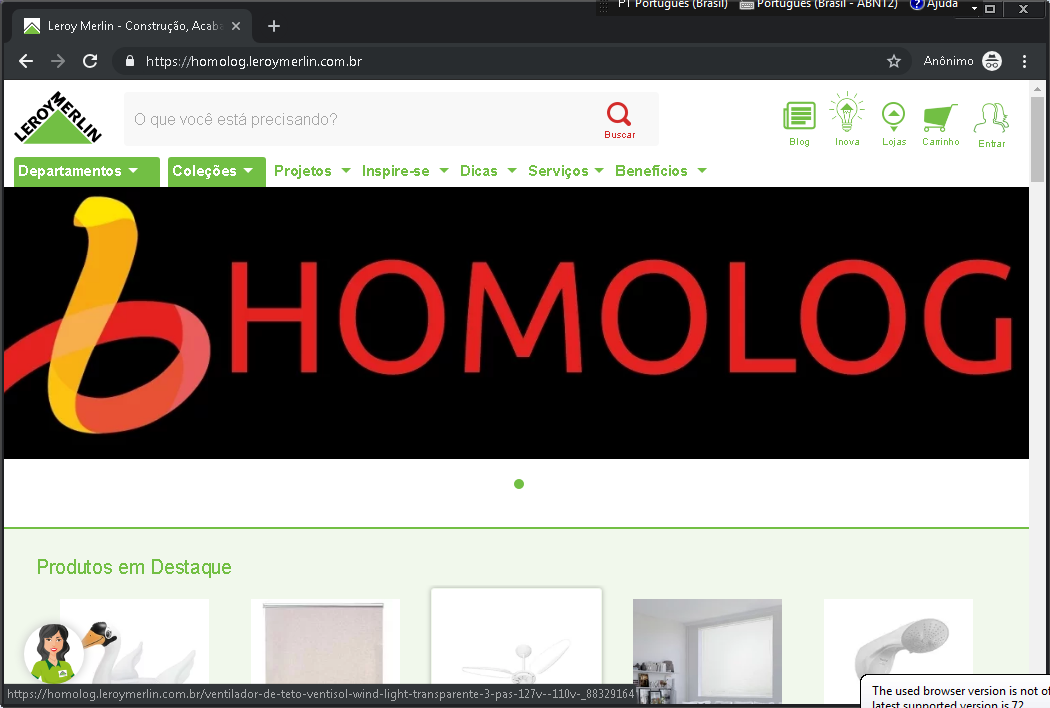 PT Português (Brasil) Português (Brasil - ABNT2) Ajuda
Leroy Merlin - Construção, Acaba
https://homolog.leroymerlin.com.br
Anônimo
LEROY MERLIN
O que você está precisando?
Buscar
Blog
Inova
Lojas
Carrinho
Entrar
Departamentos
Coleções
Projetos
Inspire-se
Dicas
Serviços
Benefícios
HOMOLOG
Produtos em Destaque
https://homolog.leroymerlin.com.br/ventilador-de-teto-ventisol-wind-light-transparente-3-pas-127v--110v-_88329164
The used browser version is not of
latest supported version is 72